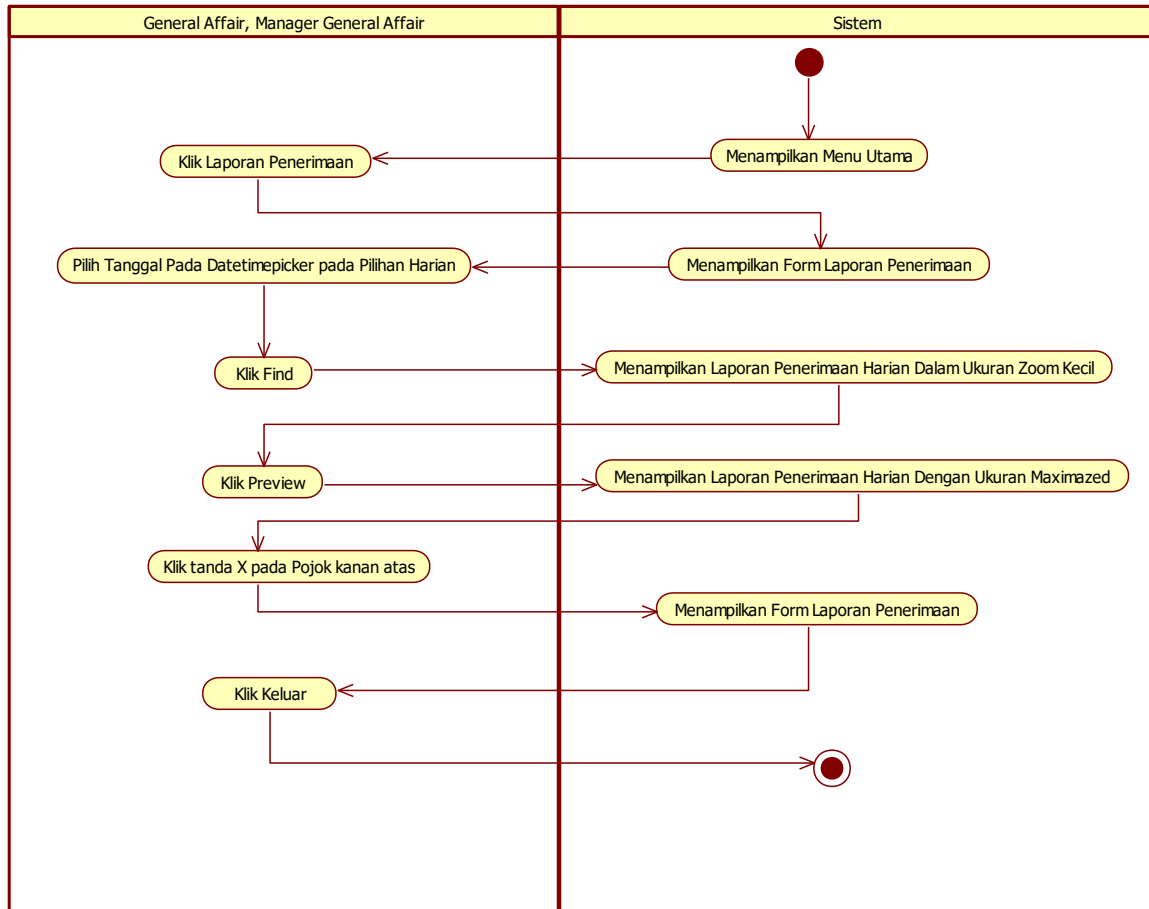 General Affair, Manager General Affair
Sistem
Menampilkan Menu Utama
Klik Laporan Penerimaan
Menampilkan Form Laporan Penerimaan
Pilih Tanggal Pada Datetimepicker pada Pilihan Harian
Klik Find
Menampilkan Laporan Penerimaan Harian Dalam Ukuran Zoom Kecil
Klik Preview
Menampilkan Laporan Penerimaan Harian Dengan Ukuran Maximazed
Klik tanda X pada Pojok kanan atas
Menampilkan Form Laporan Penerimaan
Klik Keluar